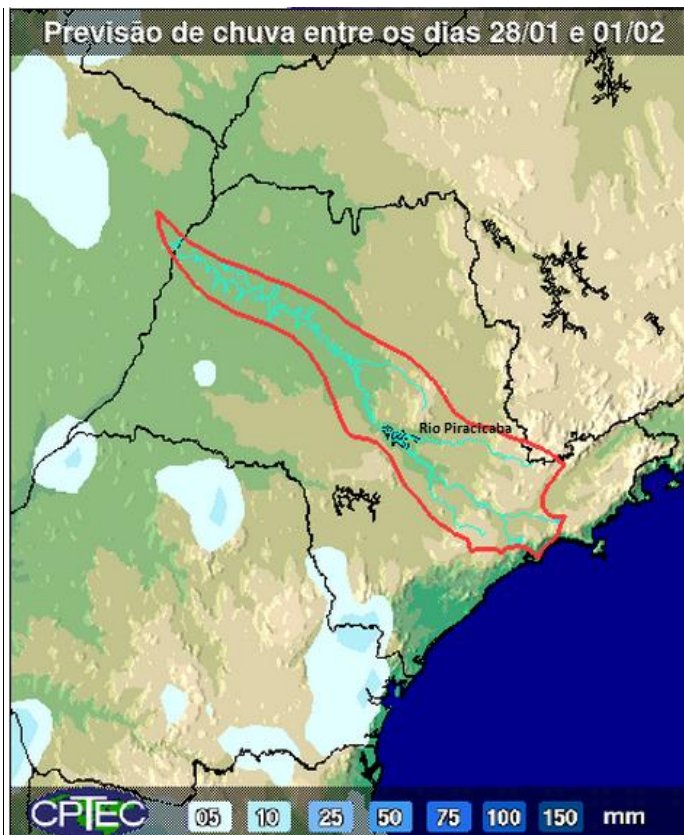 Previsão de chuva entre os dias 28/01 e 01/02
Rio Piracicaba
CPTEC 05 10 25 50 75 100 150 mm